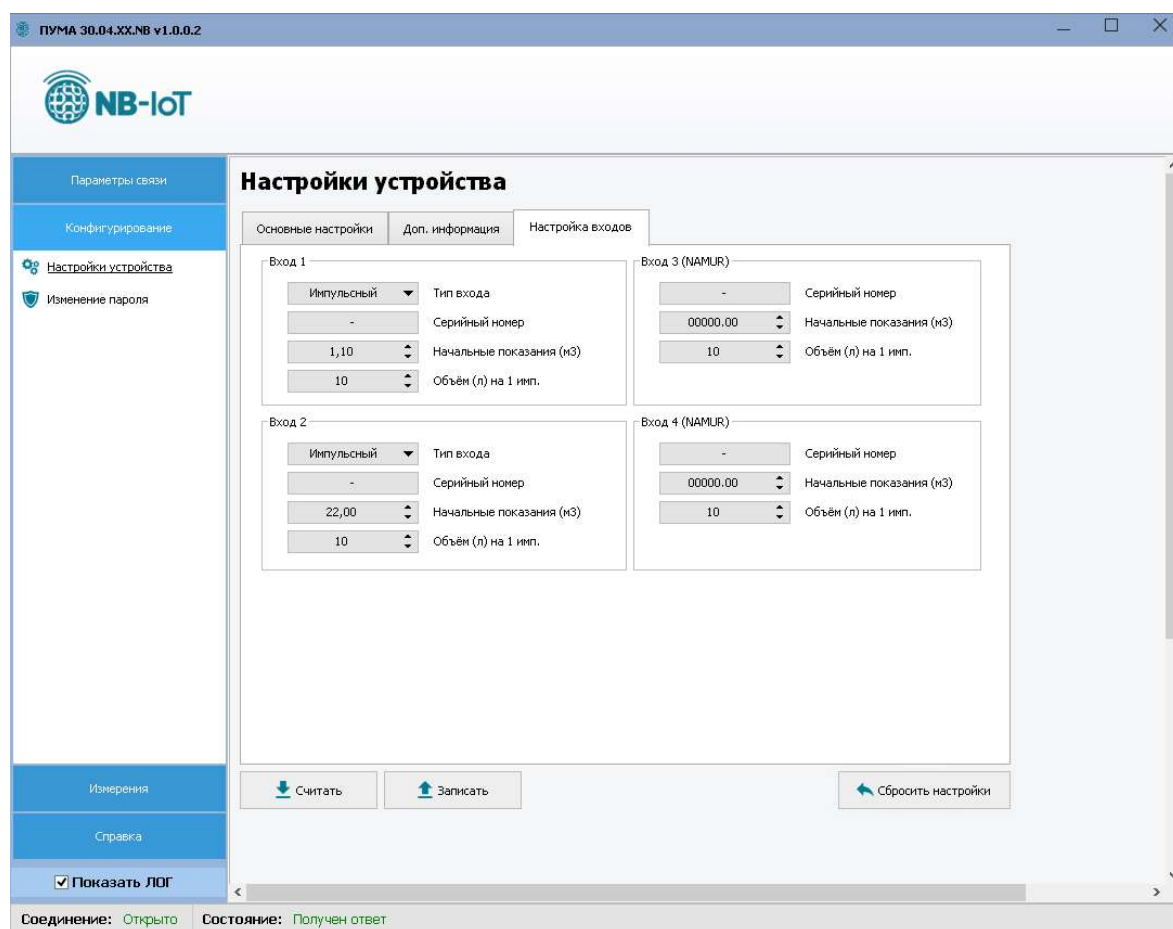 ПУМА 30.04.XX.NB v1.0.0.2
NB-IoT
Параметры связи
Конфигурирование
Настройки устройства
Изменение пароля
Настройки устройства
Основные настройки
Доп. информация
Настройка входов
Вход 1
Импульсный Тип входа
- Серийный номер
1,10 Начальные показания (м3)
10 Объём (л) на 1 имп.
Вход 3 (NAMUR)
- Серийный номер
00000.00 Начальные показания (м3)
10 Объём (л) на 1 имп.
Вход 2
Импульсный Тип входа
- Серийный номер
22,00 Начальные показания (м3)
10 Объём (л) на 1 имп.
Вход 4 (NAMUR)
- Серийный номер
00000.00 Начальные показания (м3)
10 Объём (л) на 1 имп.
Считать
Записать
Сбросить настройки
Измерения
Справка
Показать ЛОГ
Соединение: Открыто Состояние: Получен ответ